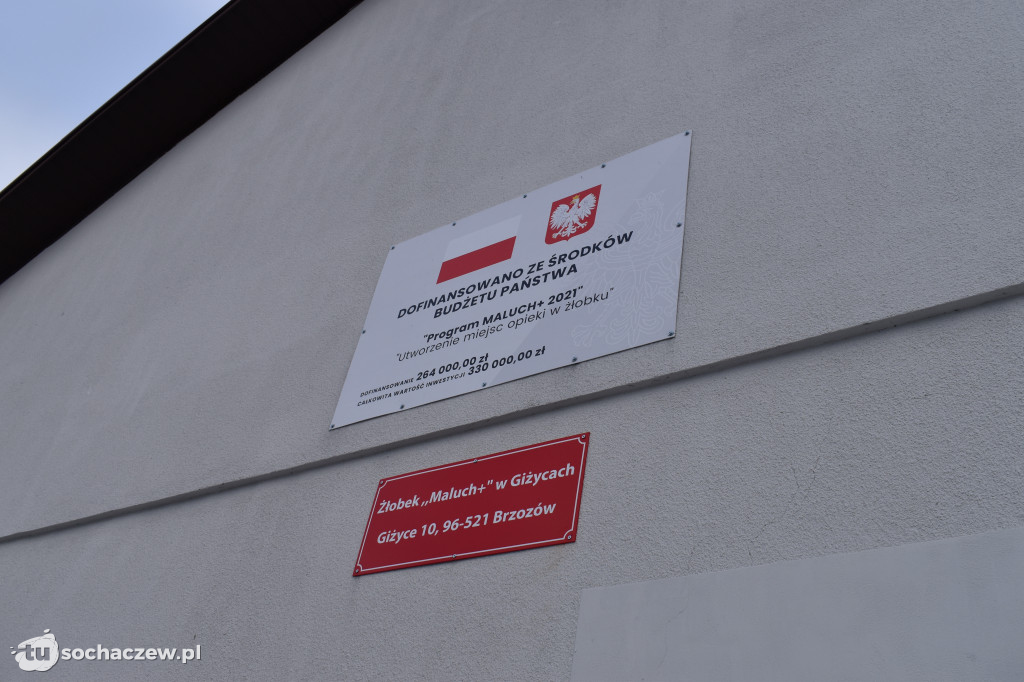 DOFINANSOWANO ZE ŚRODKÓW
BUDŻETU PAŃSTWA
"Program MALUCH+ 2021"
"Utworzenie miejsc opieki w żłobku"
DOFINANSOWANIE 264 000,00 zł
CAŁKOWITA WARTOŚĆ INWESTYCJI 330 000,00 zł
Żłobek ,,Maluch+" w Giżycach
Giżyce 10, 96-521 Brzozów
tu sochaczew.pl